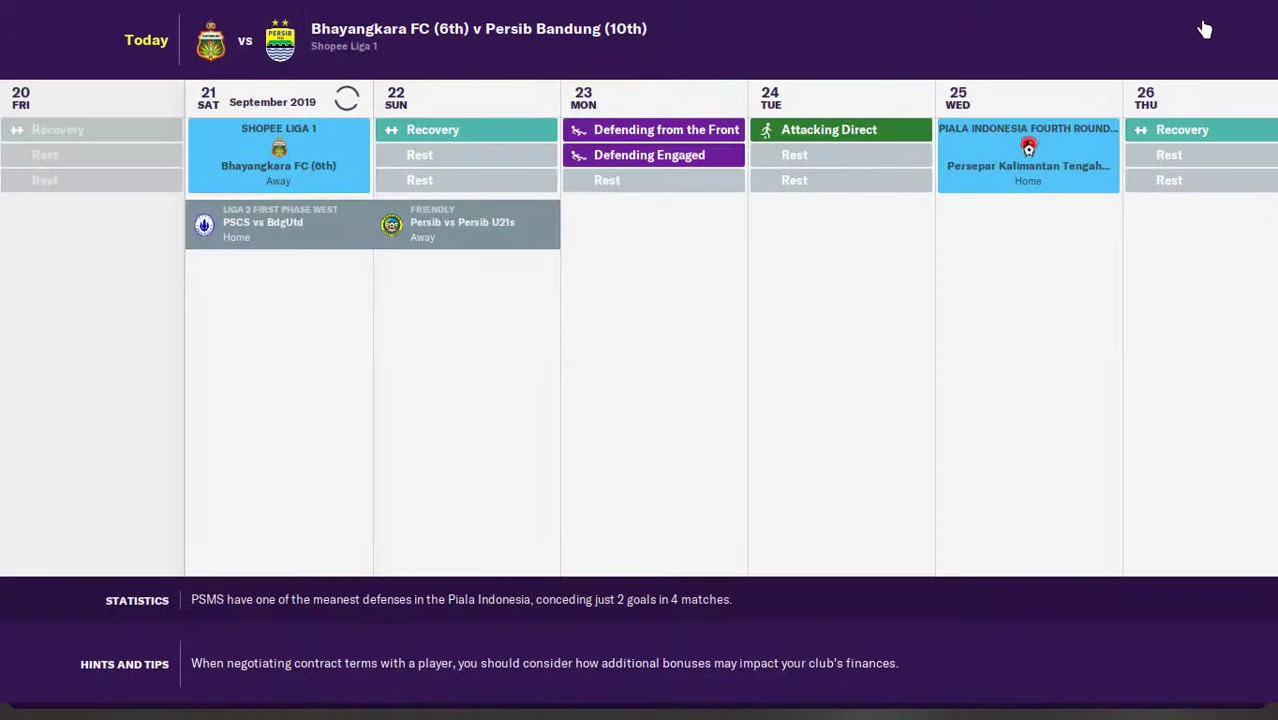 Today
vs
PERSIB
Bhayangkara FC (6th) v Persib Bandung (10th)
Shopee Liga 1
20
FRI
Recovery
Rest
Rest
21
SAT
September 2019
SHOPEE LIGA 1
Bhayangkara FC (6th)
Away
LIGA 2 FIRST PHASE WEST
PSCS vs BdgUtd
Home
22
SUN
Recovery
Rest
Rest
FRIENDLY
Persib vs Persib U21s
Away
23
MON
Defending from the Front
Defending Engaged
Rest
24
TUE
Attacking Direct
Rest
Rest
25
WED
PIALA INDONESIA FOURTH ROUND...
Persepar Kalimantan Tengah...
Home
26
THU
Recovery
Rest
Rest
STATISTICS
PSMS have one of the meanest defenses in the Piala Indonesia, conceding just 2 goals in 4 matches.
HINTS AND TIPS
When negotiating contract terms with a player, you should consider how additional bonuses may impact your club's finances.